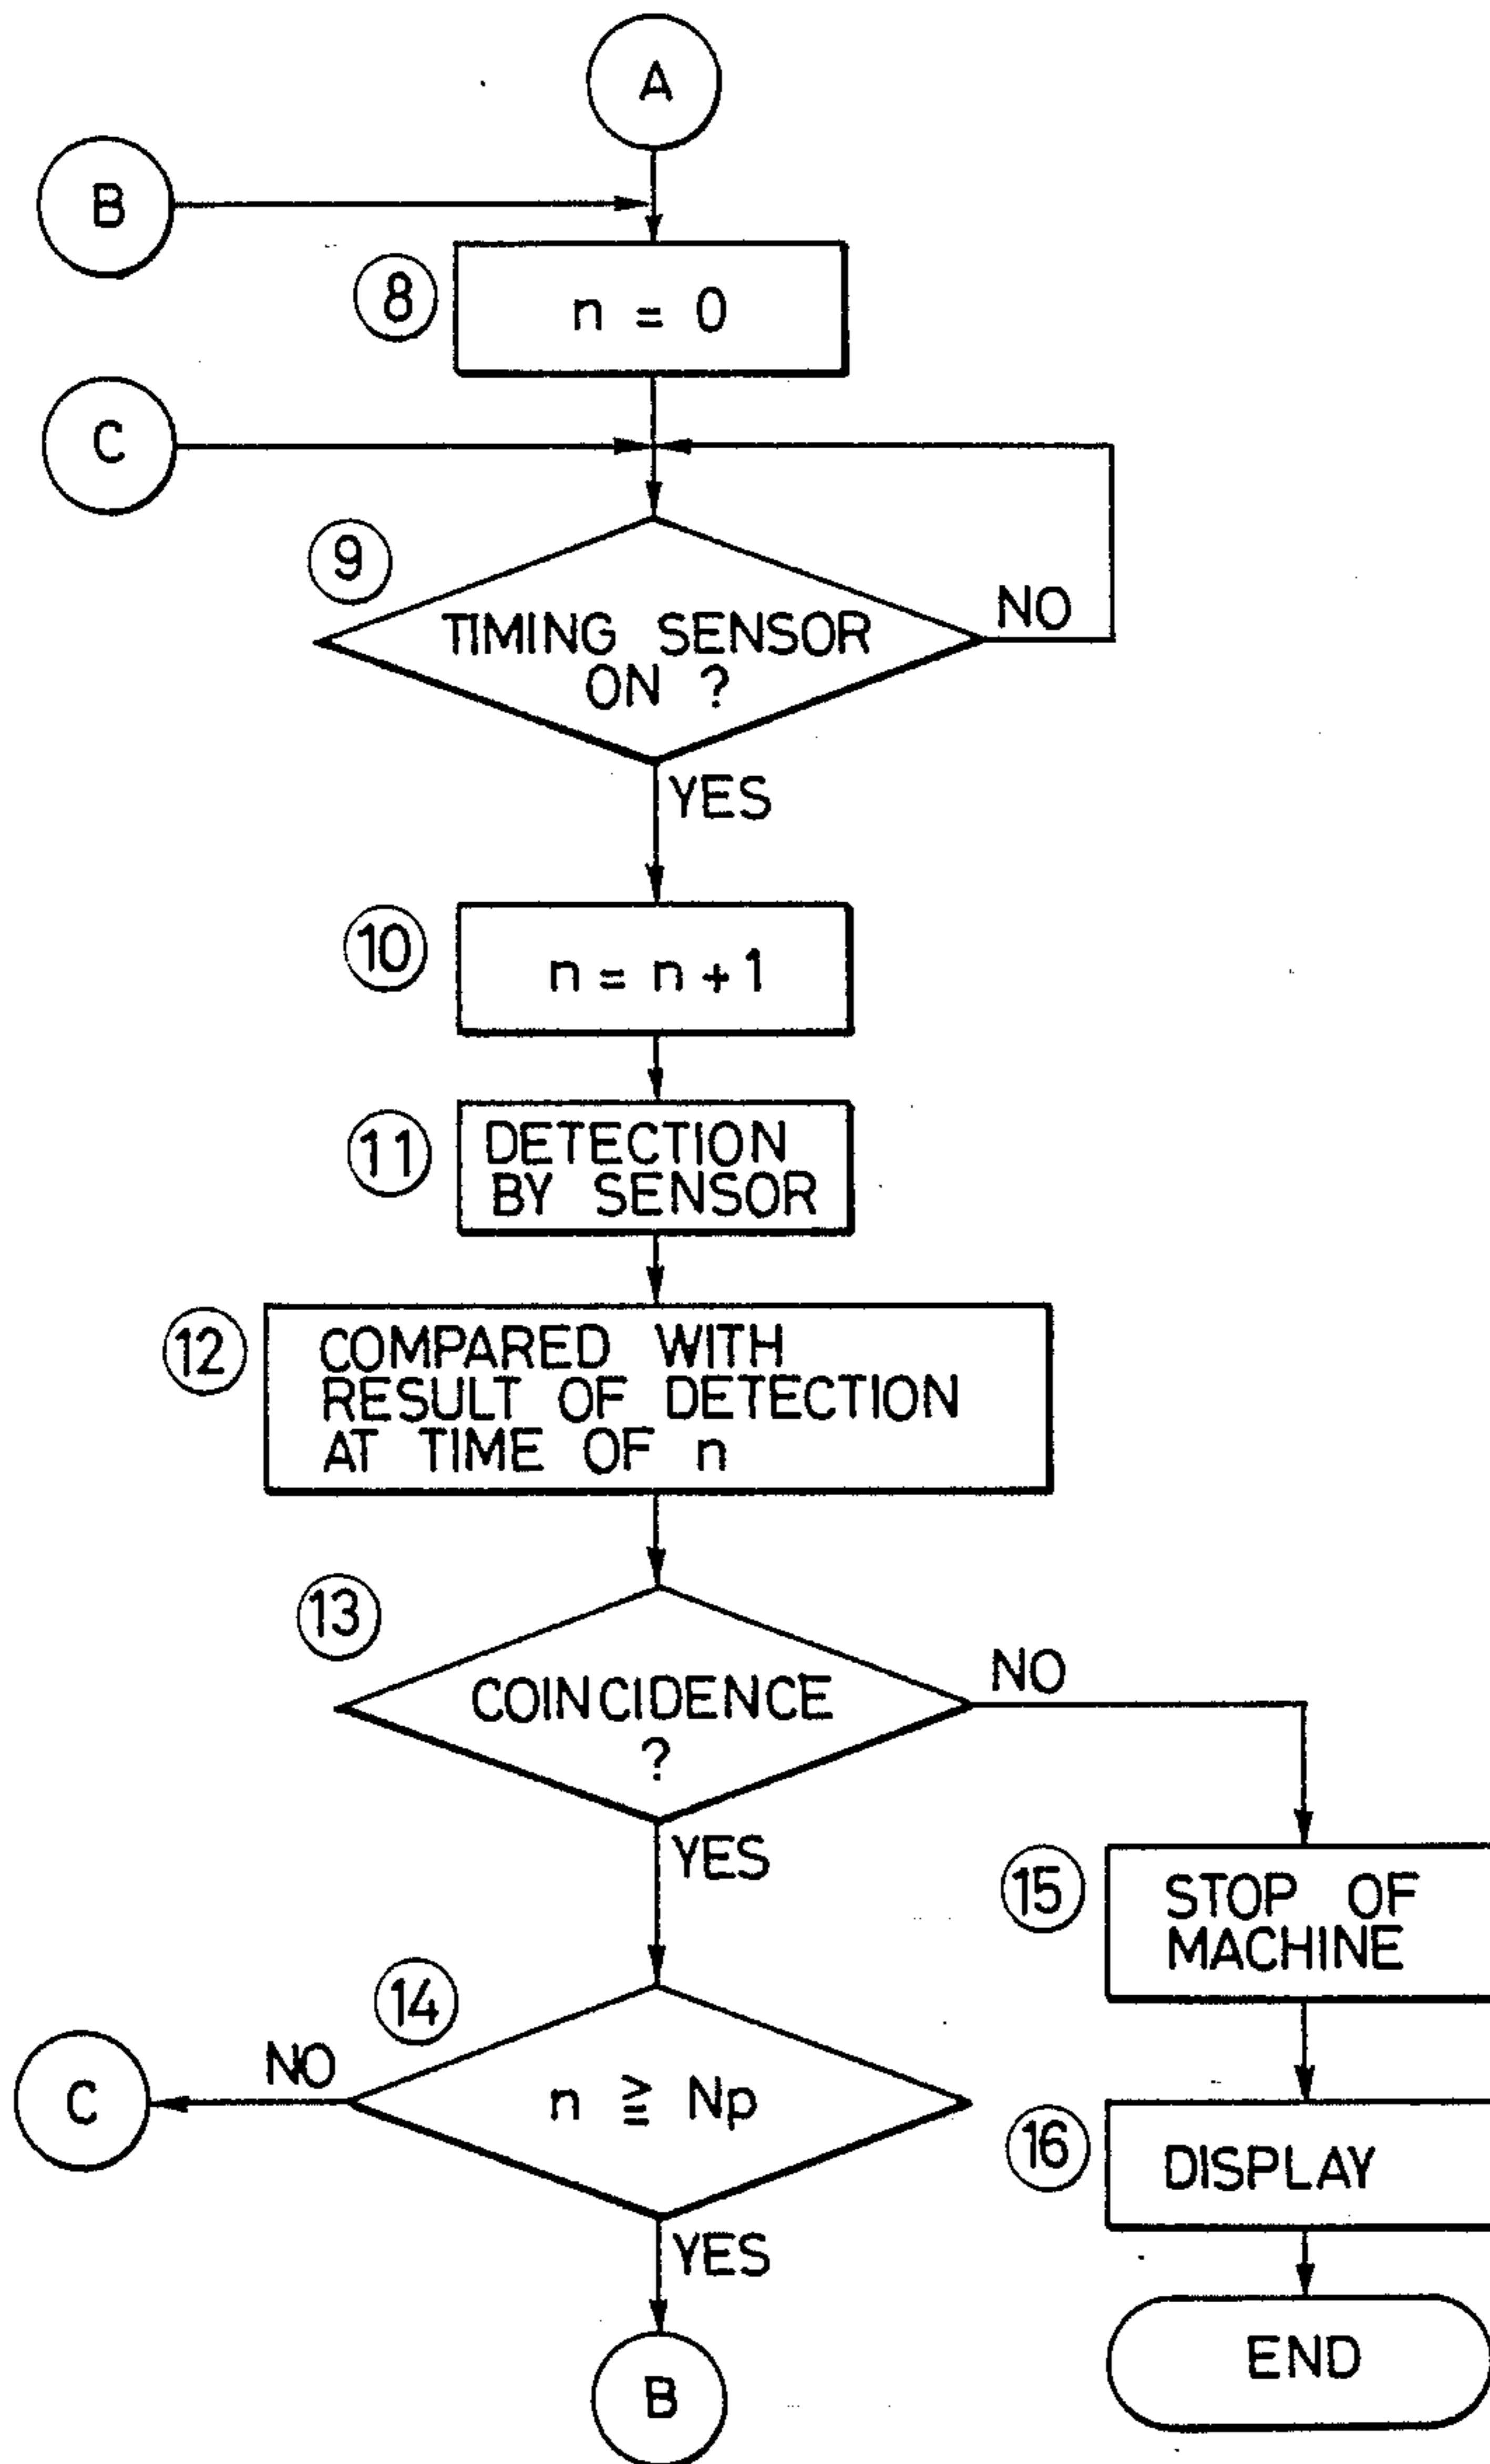 A
B
⑧
n = 0
C
⑨
TIMING SENSOR
ON ?
NO
YES
⑩
n = n + 1
⑪
DETECTION
BY SENSOR
⑫
COMPARED WITH
RESULT OF DETECTION
AT TIME OF n
⑬
COINCIDENCE
?
NO
YES
⑮
STOP OF
MACHINE
⑭
n ≧ Np
NO
C
⑯
DISPLAY
YES
B
END